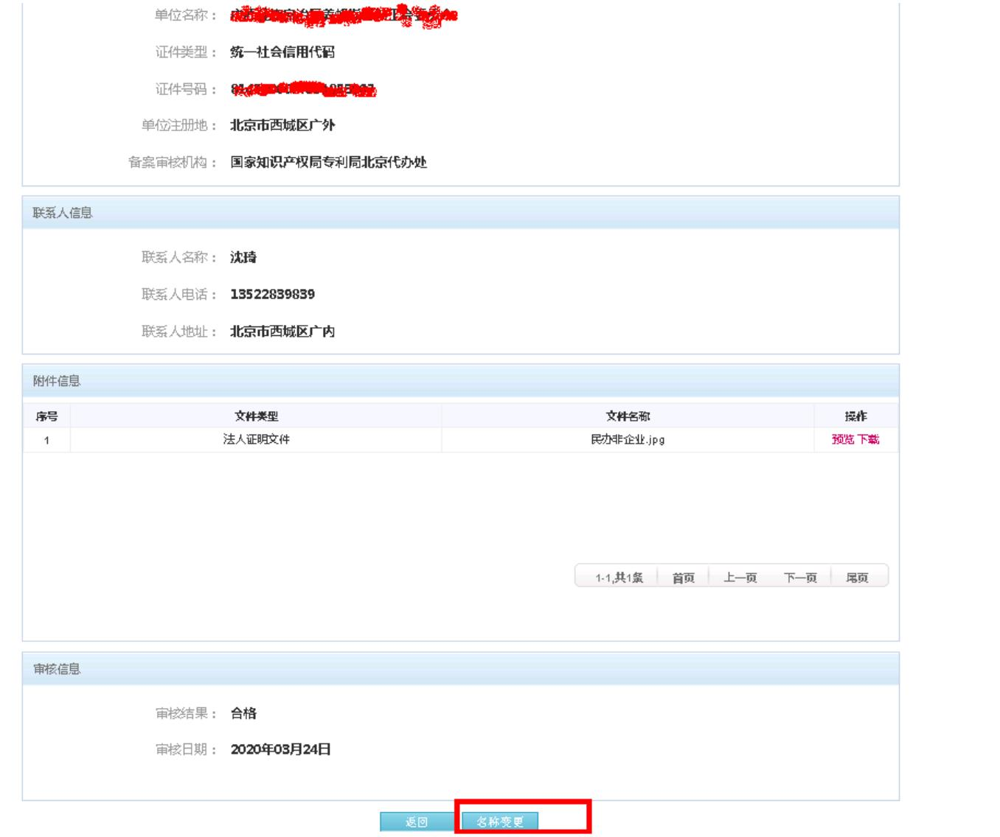 单位名称：
证件类型： 统一社会信用代码
证件号码：
单位注册地： 北京市西城区广外
备案审核机构： 国家知识产权局专利局北京代办处
联系人信息
联系人名称： 沈琦
联系人电话： 13522839839
联系人地址： 北京市西城区广内
附件信息
序号 文件类型 文件名称 操作
1 法人证明文件 民办非企业.jpg 预览 下载
1-1,共1条 首页 上一页 下一页 尾页
审核信息
审核结果： 合格
审核日期： 2020年03月24日
返回 名称变更